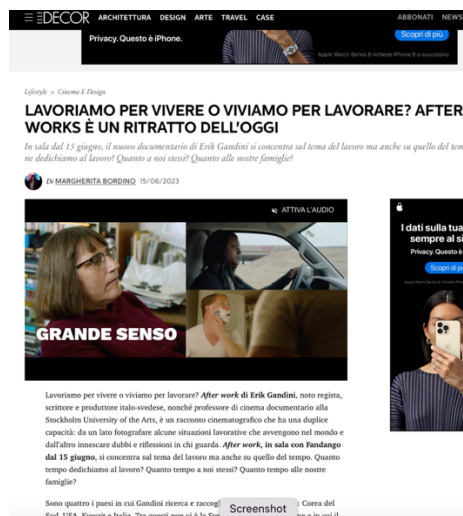 ELLE DECOR ARCHITETTURA DESIGN ARTE TRAVEL CASE ABBONATI NEWS
Privacy. Questo è iPhone.
Scopri di più
Apple Watch Series 8 richiede iPhone 8 o successivo
Lifestyle > Cinema E Design
LAVORIAMO PER VIVERE O VIVIAMO PER LAVORARE? AFTER
WORKS È UN RITRATTO DELL'OGGI
In sala dal 15 giugno, il nuovo documentario di Erik Gandini si concentra sul tema del lavoro ma anche su quello del tem
ne dedichiamo al lavoro? Quanto a noi stessi? Quanto alle nostre famiglie?
Di MARGHERITA BORDINO 15/06/2023
ATTIVA L'AUDIO
GRANDE SENSO
I dati sulla tua
sempre al si
Privacy. Questo è
Scopri di pi
Lavoriamo per vivere o viviamo per lavorare? After work di Erik Gandini, noto regista,
scrittore e produttore italo-svedese, nonché professore di cinema documentario alla
Stockholm University of the Arts, è un racconto cinematografico che ha una duplice
capacità: da un lato fotografare alcune situazioni lavorative che avvengono nel mondo e
dall'altro innescare dubbi e riflessioni in chi guarda. After work, in sala con Fandango
dal 15 giugno, si concentra sul tema del lavoro ma anche su quello del tempo. Quanto
tempo dedichiamo al lavoro? Quanto tempo a noi stessi? Quanto tempo alle nostre
famiglie?
Sono quattro i paesi in cui Gandini ricerca e raccogl : Corea del
Screenshot
Sud, USA, Kuwait e Italia. Tra questi non